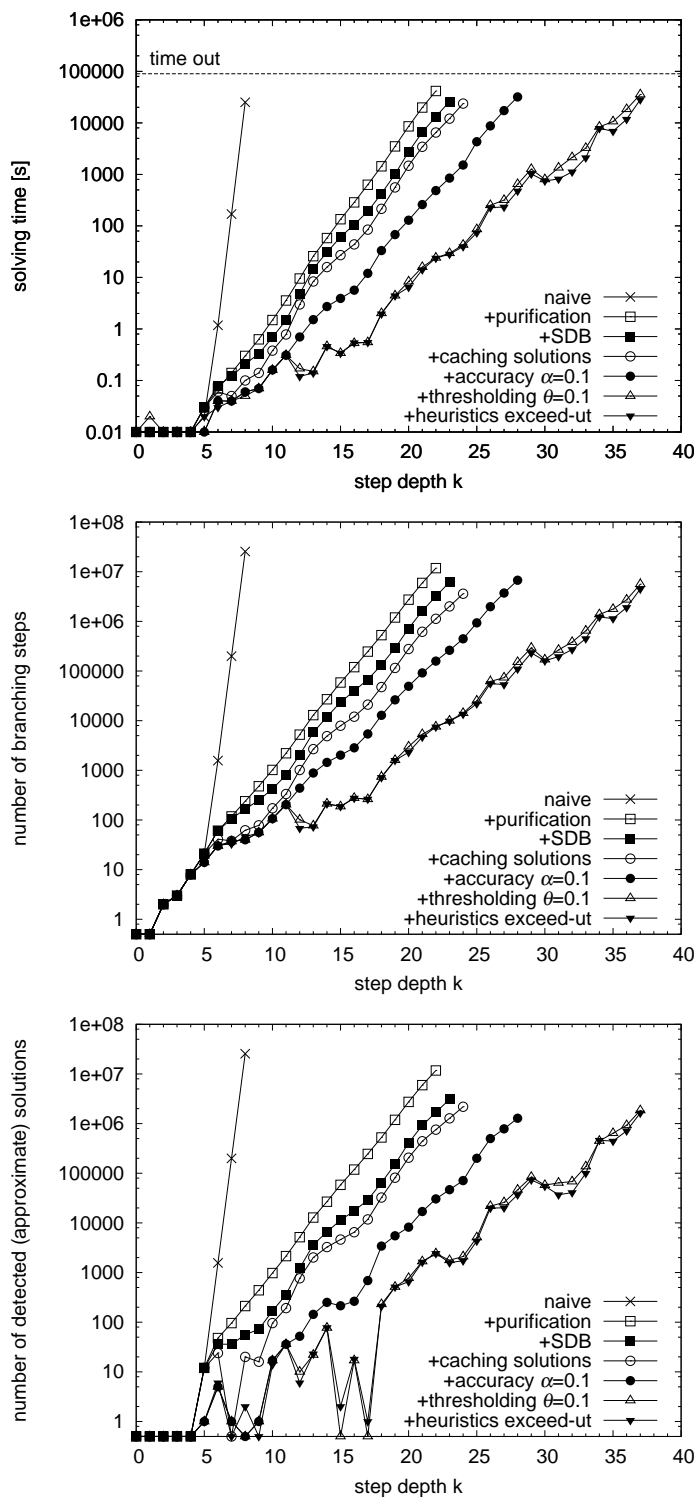 1e+06
100000
10000
1000
100
10
1
0.1
0.01
solving time [s]
time out
naive
+purification
+SDB
+caching solutions
+accuracy α=0.1
+thresholding θ=0.1
+heuristics exceed-ut
0 5 10 15 20 25 30 35 40
step depth k
1e+08
1e+07
1e+06
100000
10000
1000
100
10
1
number of branching steps
naive
+purification
+SDB
+caching solutions
+accuracy α=0.1
+thresholding θ=0.1
+heuristics exceed-ut
0 5 10 15 20 25 30 35 40
step depth k
1e+08
1e+07
1e+06
100000
10000
1000
100
10
1
number of detected (approximate) solutions
naive
+purification
+SDB
+caching solutions
+accuracy α=0.1
+thresholding θ=0.1
+heuristics exceed-ut
0 5 10 15 20 25 30 35 40
step depth k